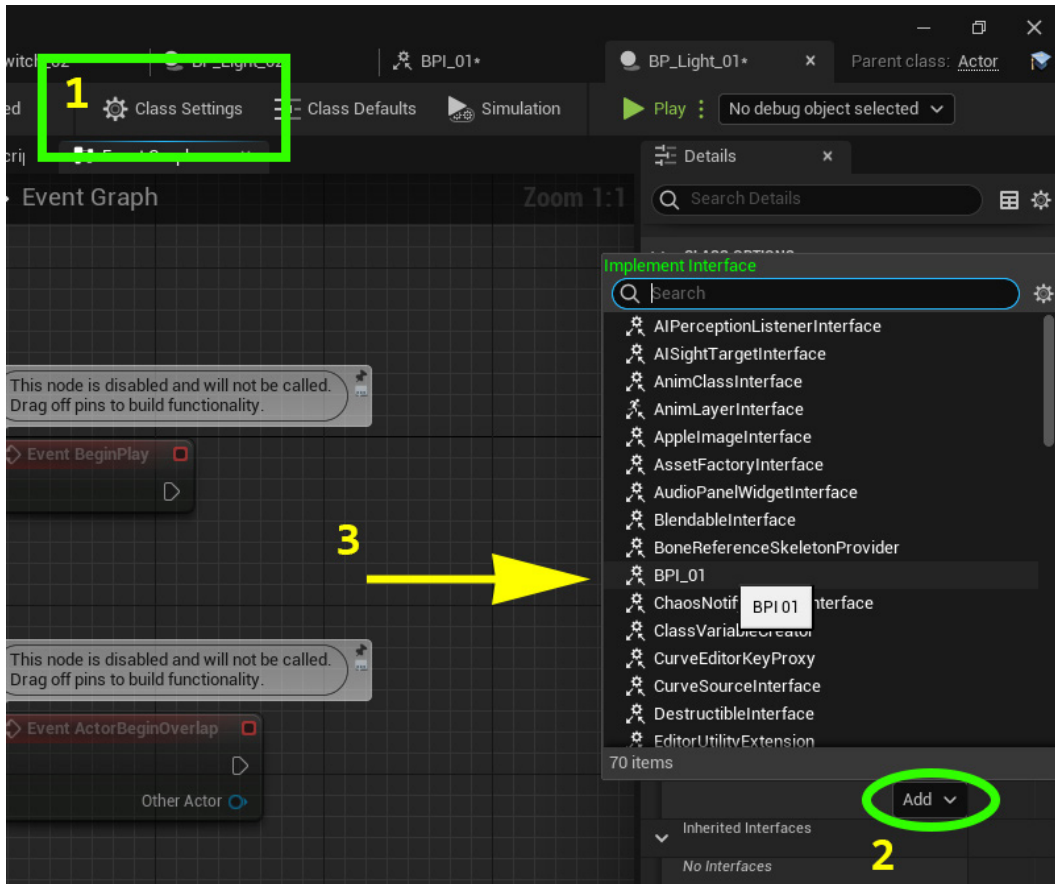 BPI_01*
BP_Light_01*
Parent class: Actor
1
Class Settings
Class Defaults
Simulation
Play
No debug object selected
Details
Event Graph
Zoom 1:1
Search Details
Implement Interface
Search
AIPerceptionListenerInterface
AISightTargetInterface
AnimClassInterface
AnimLayerInterface
AppleImageInterface
AssetFactoryInterface
AudioPanelWidgetInterface
BlendableInterface
BoneReferenceSkeletonProvider
BPI_01
BPI 01
ClassVariableCreator
CurveEditorKeyProxy
CurveSourceInterface
DestructibleInterface
EditorUtilityExtension
70 items
This node is disabled and will not be called.
Drag off pins to build functionality.
Event BeginPlay
3
This node is disabled and will not be called.
Drag off pins to build functionality.
Event ActorBeginOverlap
Other Actor
Add
Inherited Interfaces
2
No Interfaces